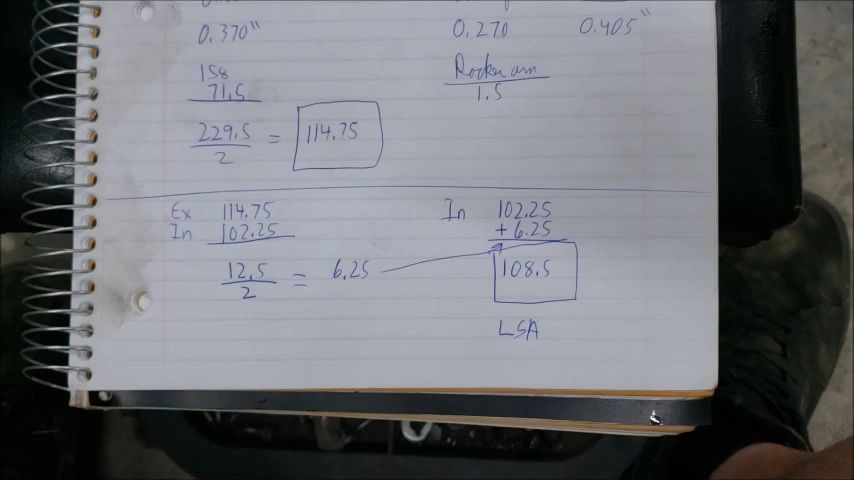 0.370" 0.270 0.405"
158 Rocker arm
71.5 1.5
229.5 = 114.75
2
Ex 114.75 In 102.25
In 102.25 + 6.25
12.5 = 6.25 108.5
2
LSA